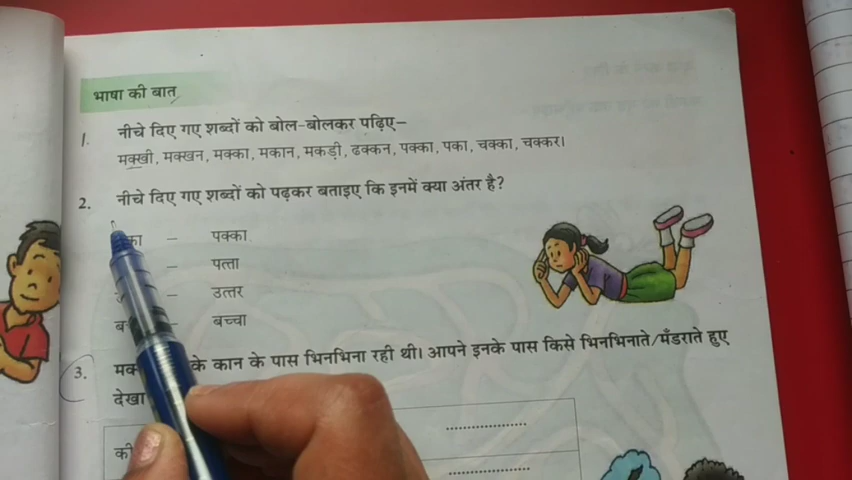 भाषा की बात
1. नीचे दिए गए शब्दों को बोल-बोलकर पढ़िए–
मक्खी, मक्खन, मक्का, मकान, मकड़ी, ढक्कन, पक्का, पका, चक्का, चक्कर।
2. नीचे दिए गए शब्दों को पढ़कर बताइए कि इनमें क्या अंतर है?
– पक्का
– पत्ता
– उत्तर
– बच्चा
3. के कान के पास भिनभिना रही थी। आपने इनके पास किसे भिनभिनाते/मँडराते हुए
देखा
..................
..................